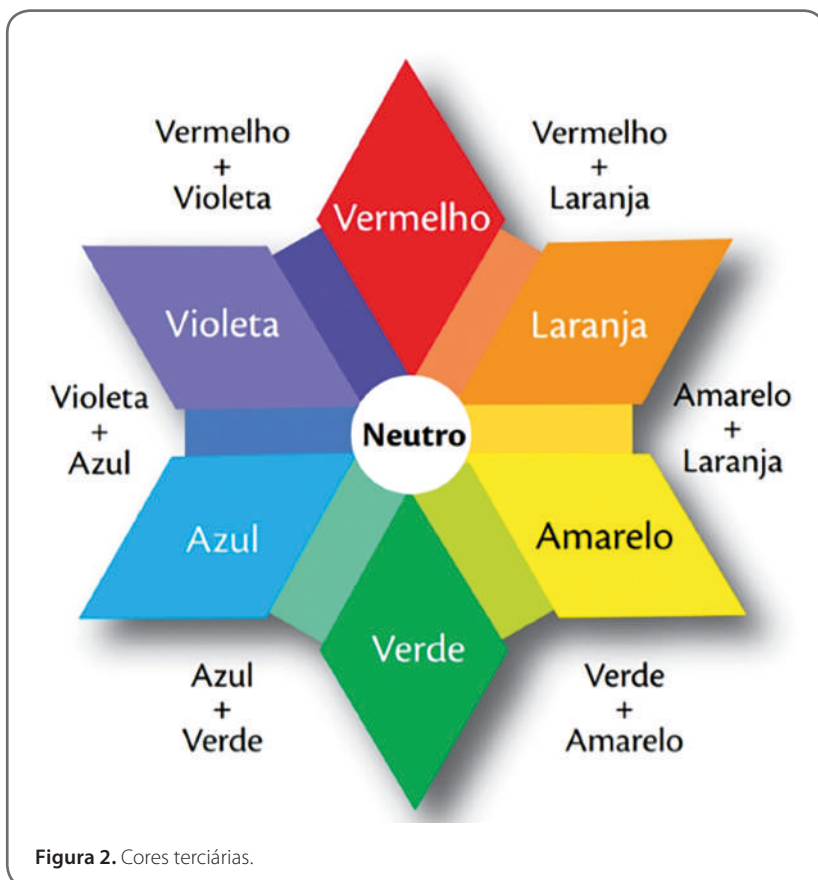 Vermelho
+
Violeta
Vermelho
+
Laranja
Vermelho
Violeta
Laranja
Violeta
+
Azul
Neutro
Amarelo
+
Laranja
Azul
Amarelo
Verde
Azul
+
Verde
Verde
+
Amarelo
Figura 2. Cores terciárias.